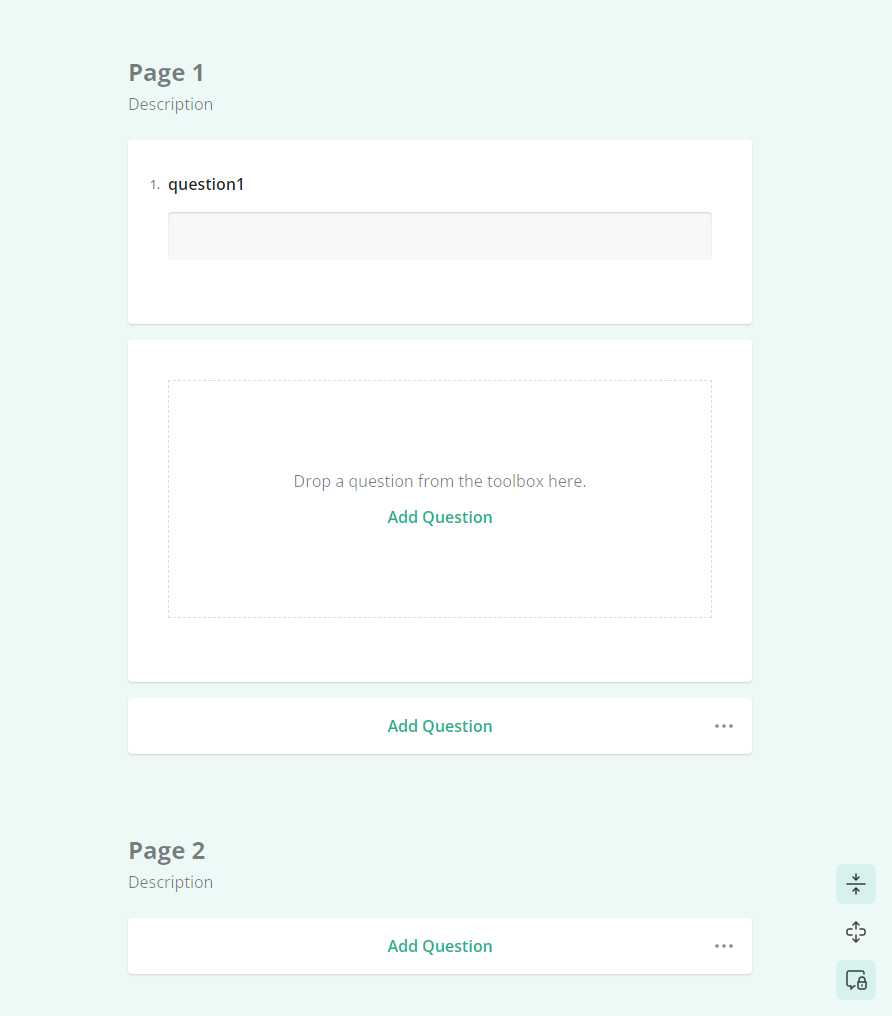 Page 1
Description
1. question1
Drop a question from the toolbox here.
Add Question
Add Question
Page 2
Description
Add Question